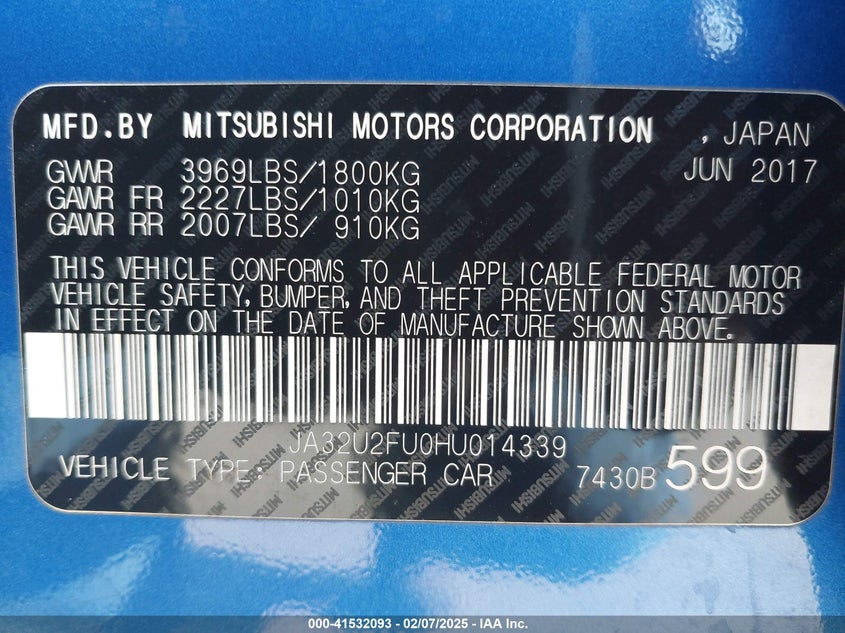 MFD.BY MITSUBISHI MOTORS CORPORATION , JAPAN
GVWR 3969LBS/1800KG JUN 2017
GAWR FR 2227LBS/1010KG
GAWR RR 2007LBS/ 910KG
THIS VEHICLE CONFORMS TO ALL APPLICABLE FEDERAL MOTOR
VEHICLE SAFETY, BUMPER, AND THEFT PREVENTION STANDARDS
IN EFFECT ON THE DATE OF MANUFACTURE SHOWN ABOVE.
JA32U2FU0HU014339
VEHICLE TYPE: PASSENGER CAR 7430B 599
000-41532093 - 02/07/2025 - IAA Inc.